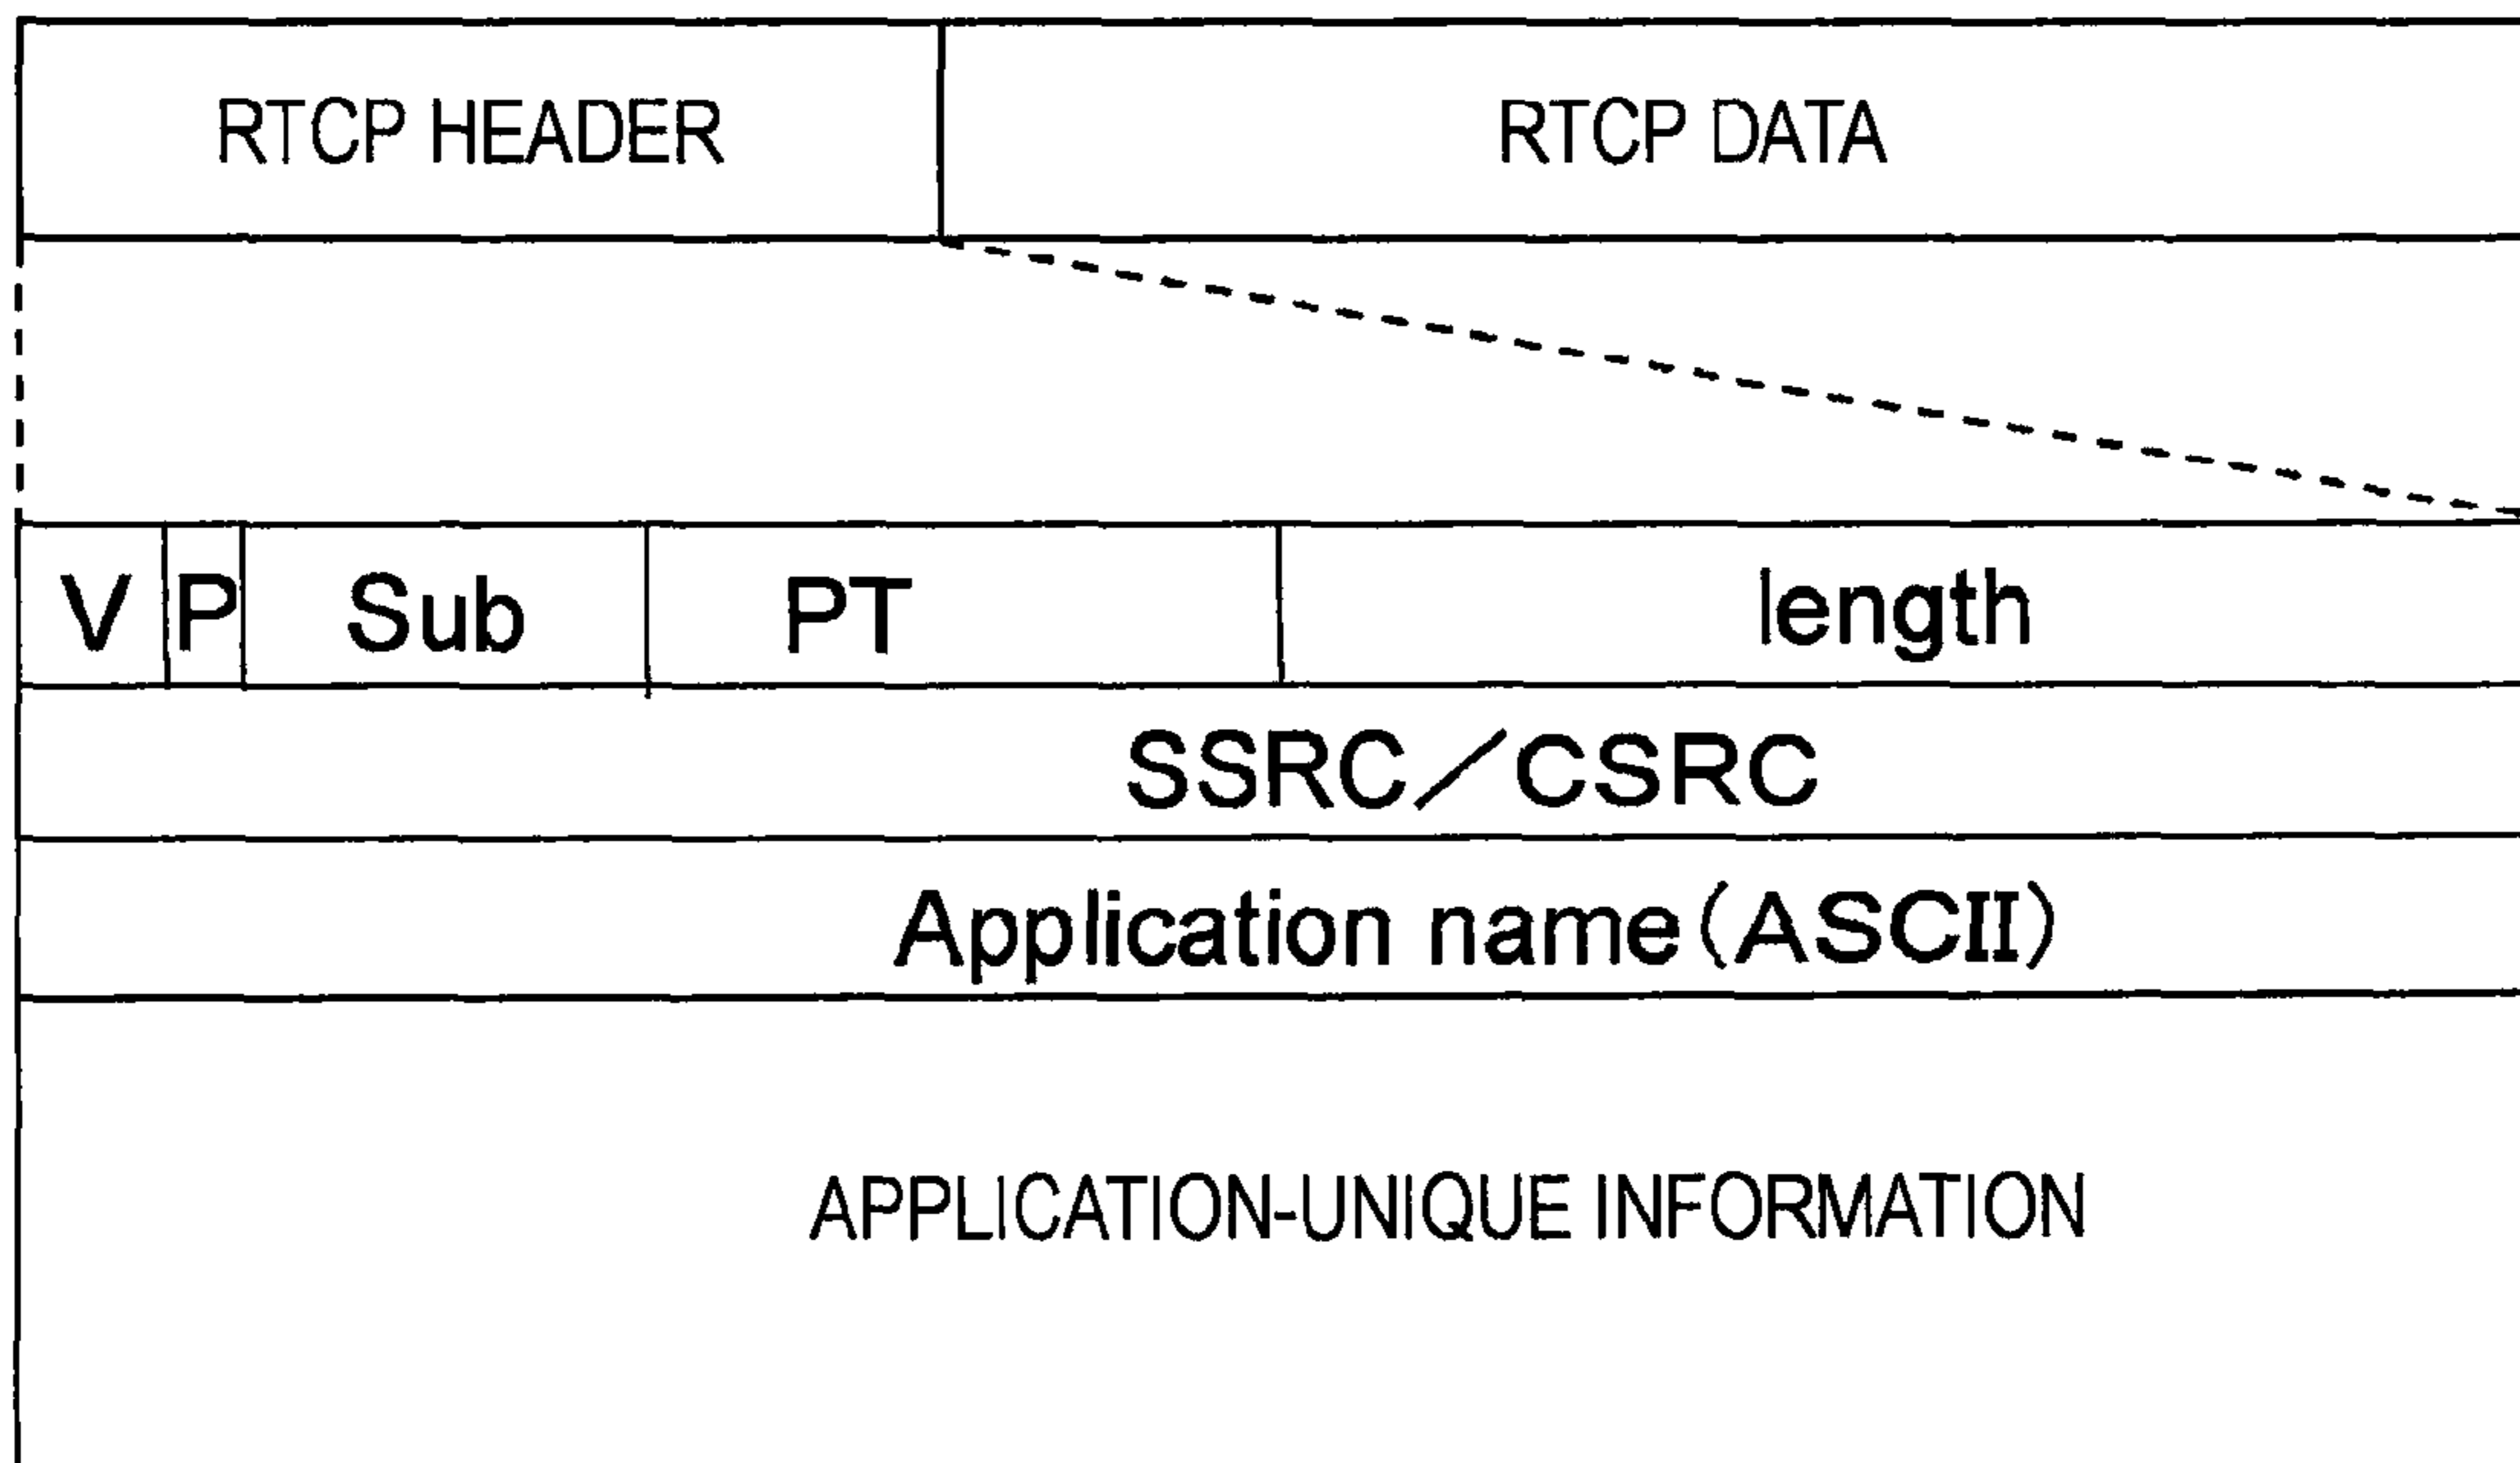 RTCP HEADER RTCP DATA
V P Sub PT length
SSRC/CSRC
Application name(ASCII)
APPLICATION-UNIQUE INFORMATION